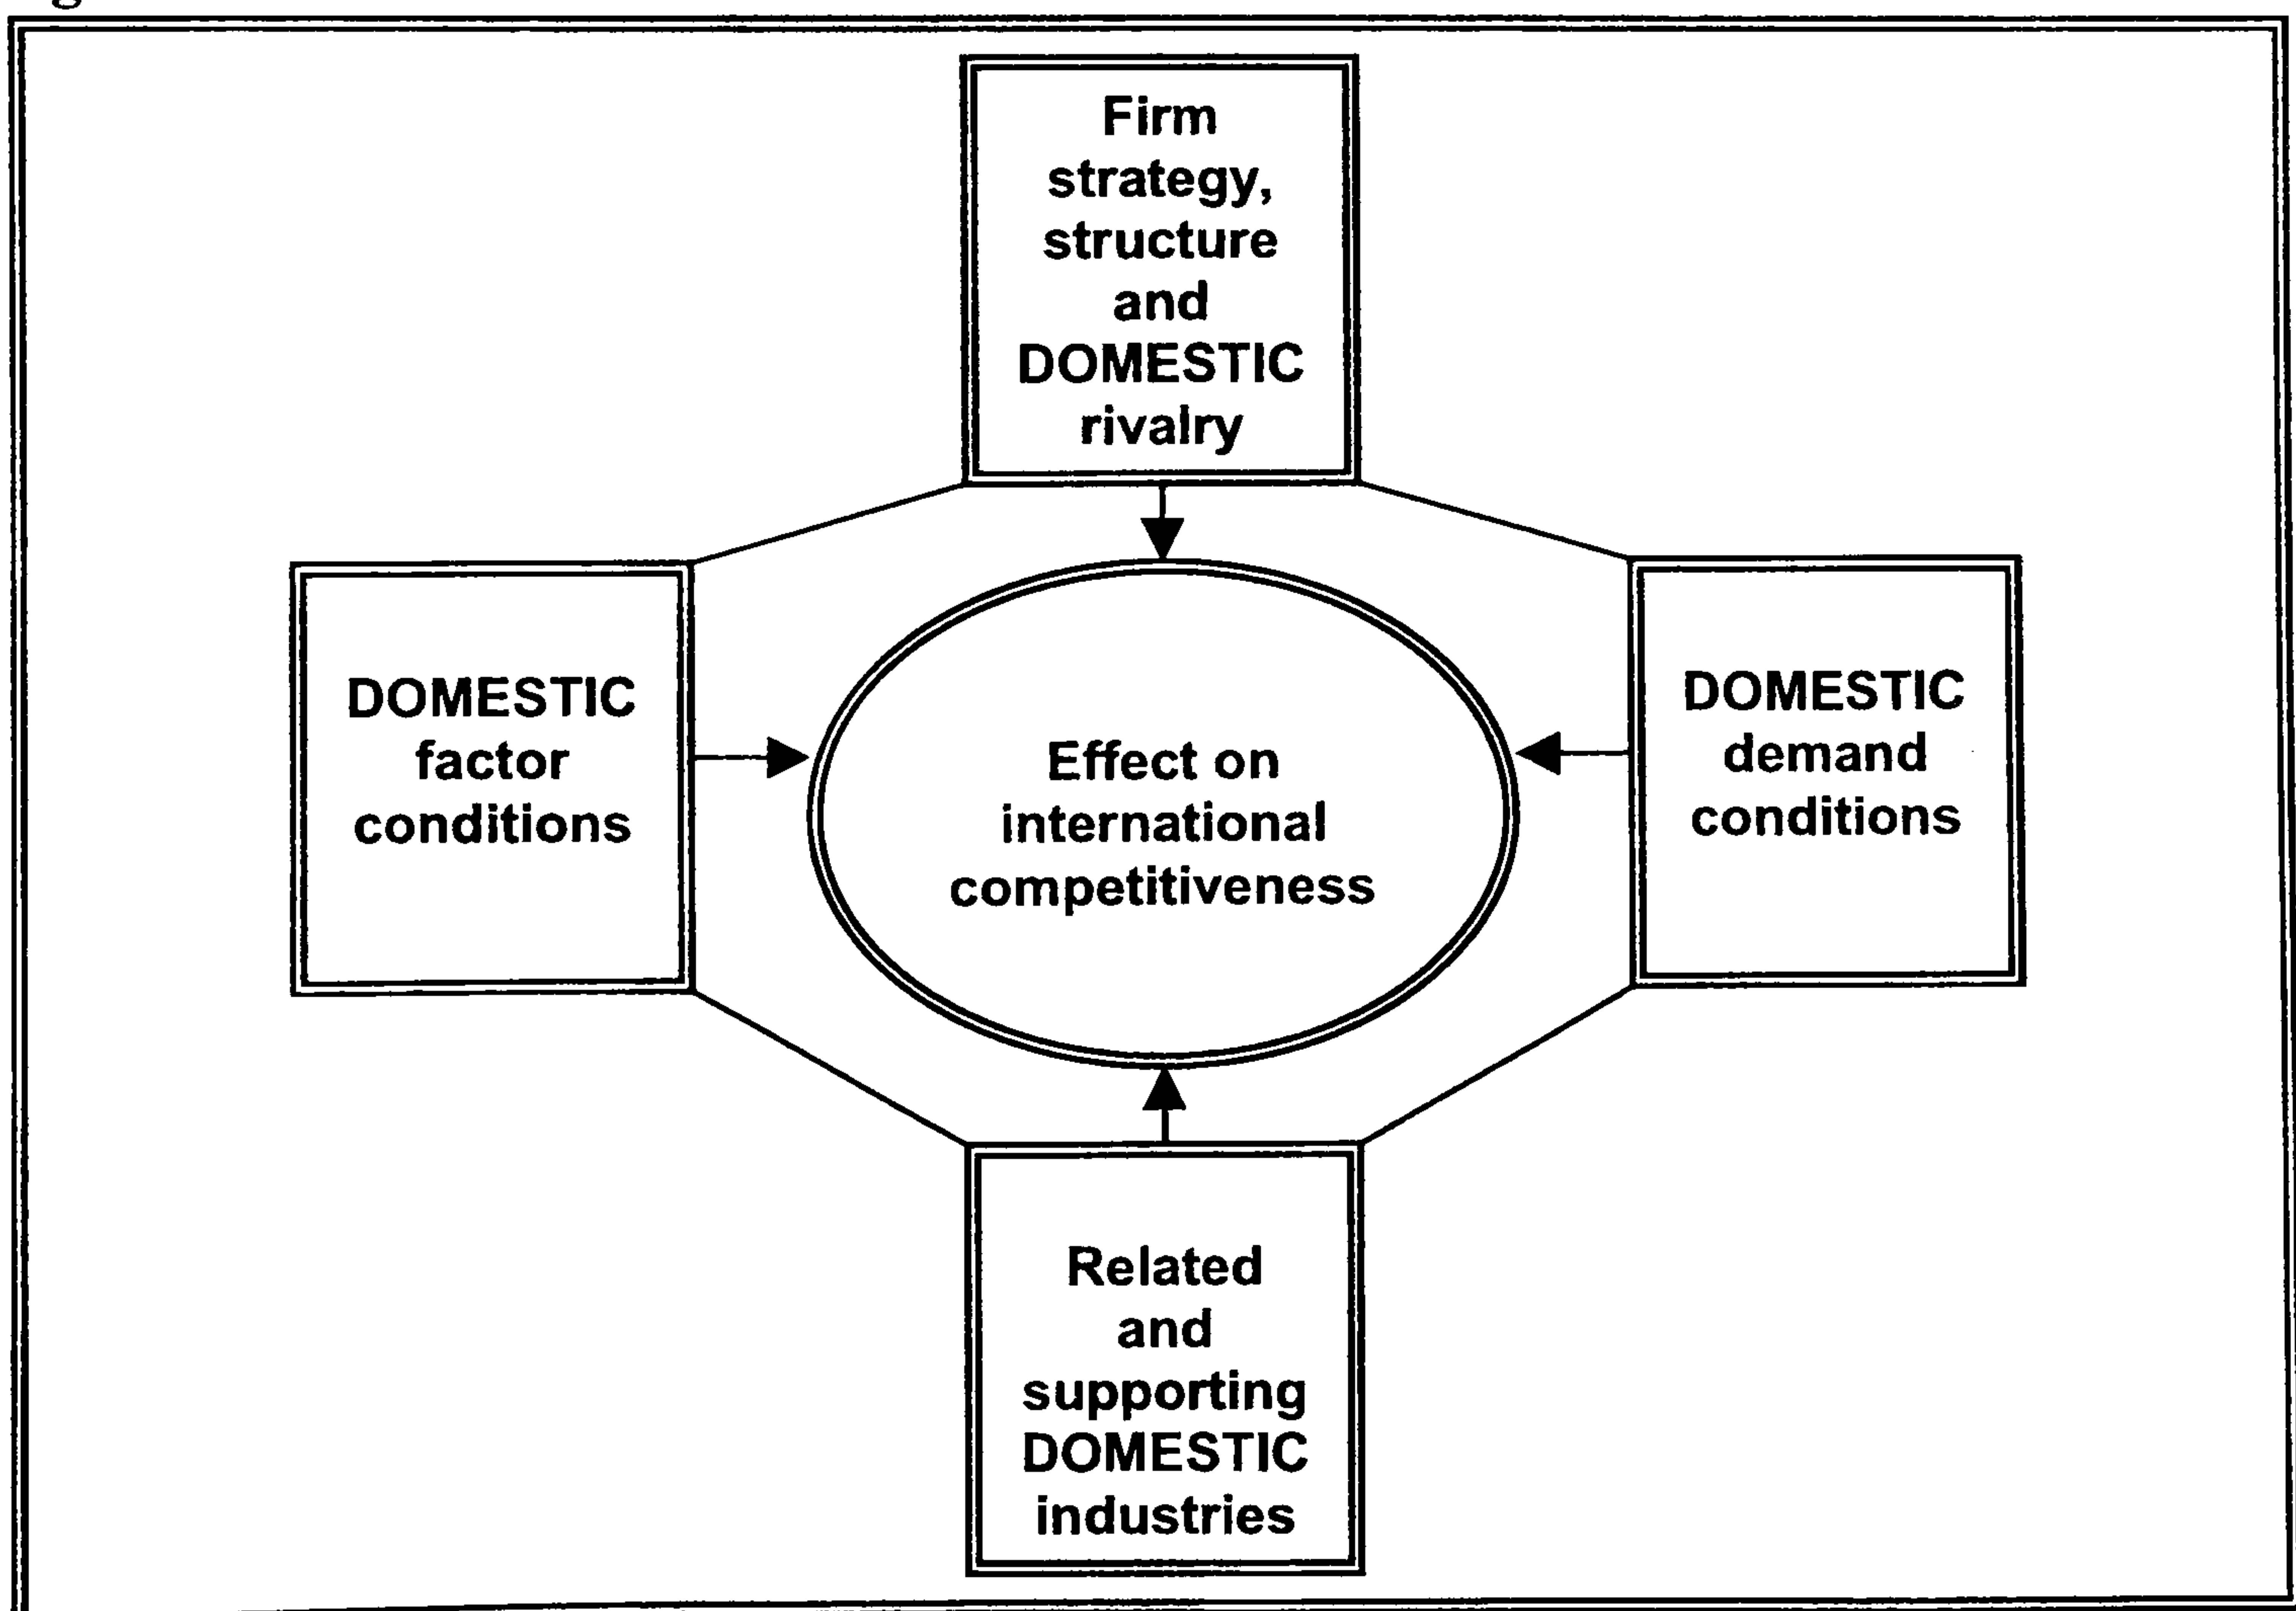 Firm
strategy,
structure
and
DOMESTIC
rivalry
DOMESTIC
factor
conditions
Effect on
international
competitiveness
DOMESTIC
demand
conditions
Related
and
supporting
DOMESTIC
industries